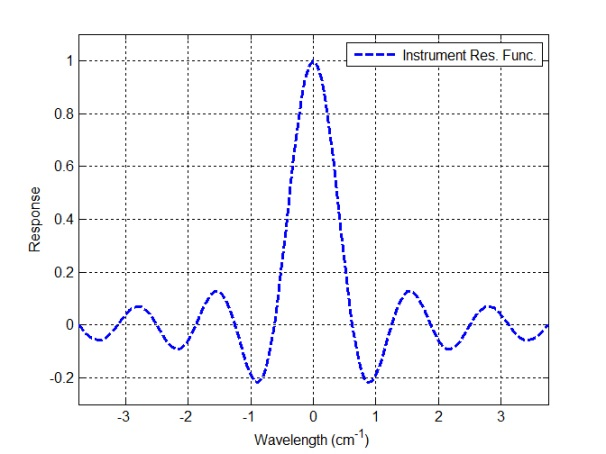 Instrument Res. Func.
1
0.8
0.6
0.4
0.2
0
-0.2
Response
-3 -2 -1 0 1 2 3
Wavelength (cm⁻¹)